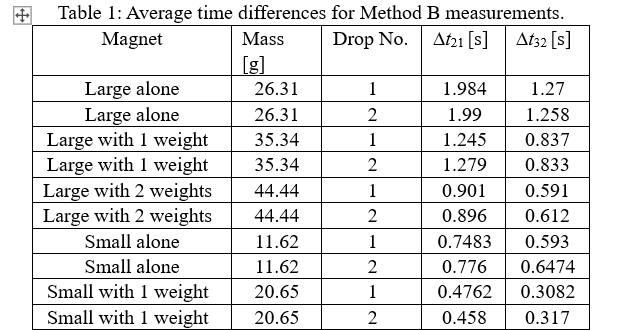 Table 1: Average time differences for Method B measurements.
Magnet Mass [g] Drop No. Δt21 [s] Δt32 [s]
Large alone 26.31 1 1.984 1.27
Large alone 26.31 2 1.99 1.258
Large with 1 weight 35.34 1 1.245 0.837
Large with 1 weight 35.34 2 1.279 0.833
Large with 2 weights 44.44 1 0.901 0.591
Large with 2 weights 44.44 2 0.896 0.612
Small alone 11.62 1 0.7483 0.593
Small alone 11.62 2 0.776 0.6474
Small with 1 weight 20.65 1 0.4762 0.3082
Small with 1 weight 20.65 2 0.458 0.317